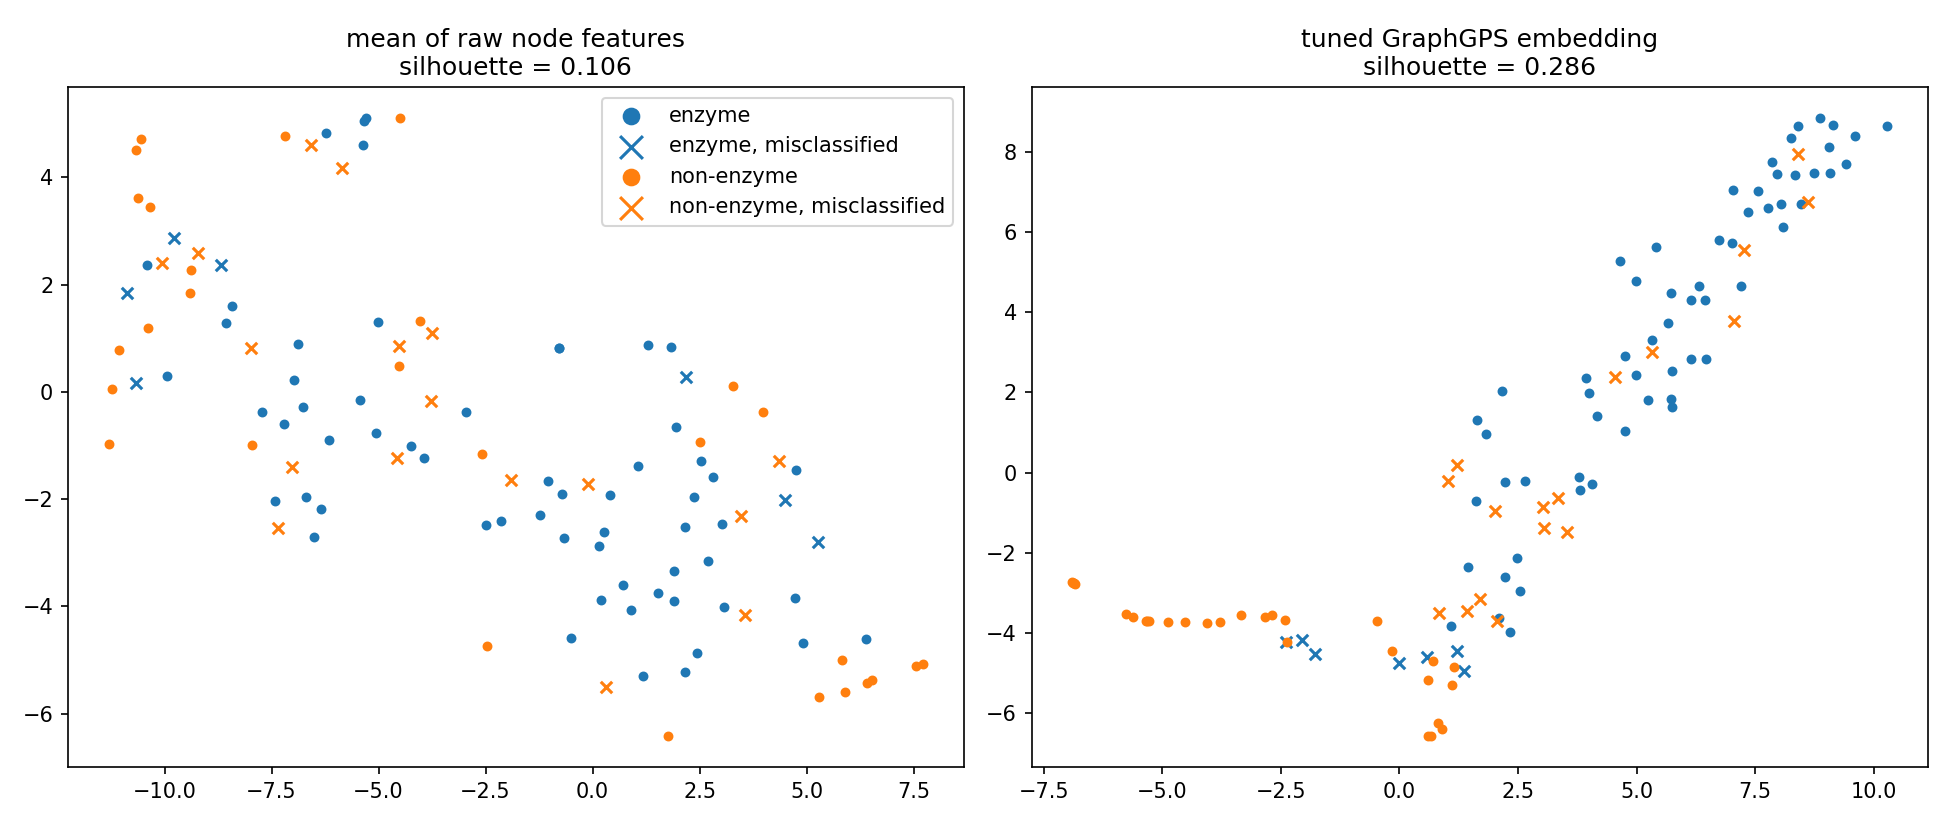 mean of raw node features
silhouette = 0.106
tuned GraphGPS embedding
silhouette = 0.286
enzyme
enzyme, misclassified
non-enzyme
non-enzyme, misclassified
4
2
0
−2
−4
−6
−10.0 −7.5 −5.0 −2.5 0.0 2.5 5.0 7.5
8
6
4
2
0
−2
−4
−6
−7.5 −5.0 −2.5 0.0 2.5 5.0 7.5 10.0